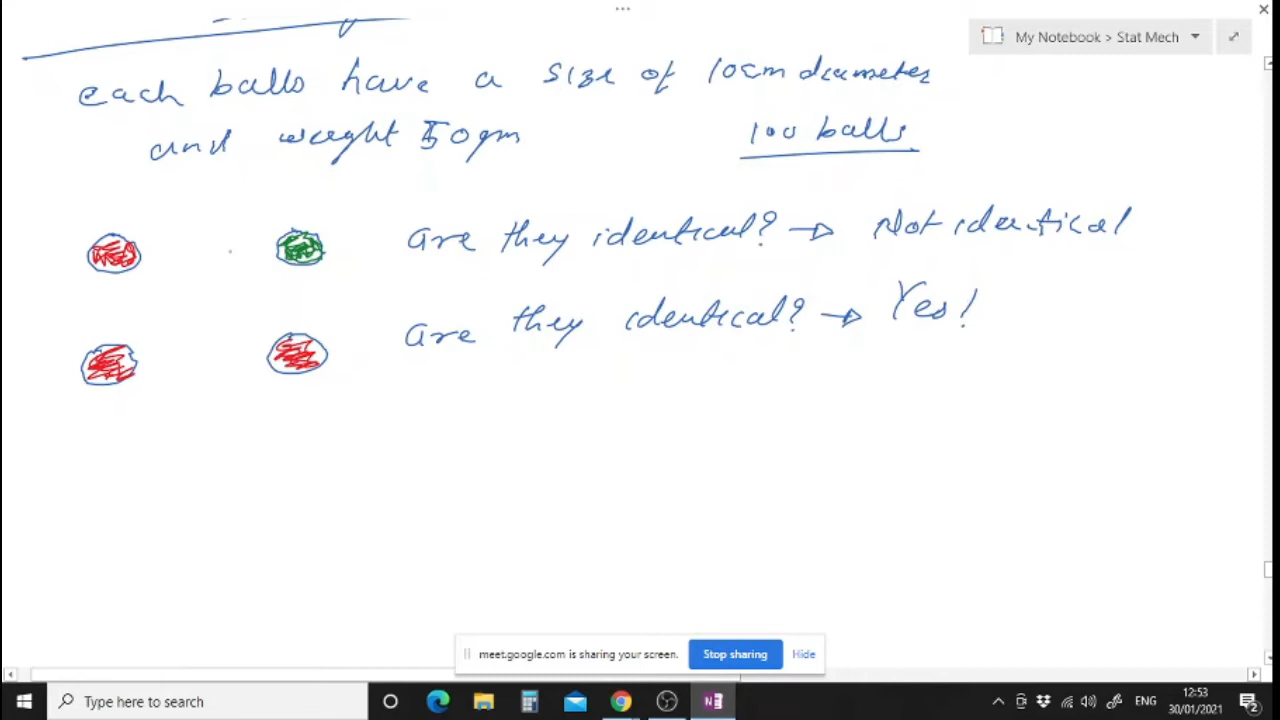 My Notebook > Stat Mech
each balls have a size of 10cm diameter
and weight 50gm
100 balls
are they identical? → Not identical
are they identical? → Yes!
meet.google.com is sharing your screen.
Stop sharing
Hide
Type here to search
ENG
12:53
30/01/2021
2